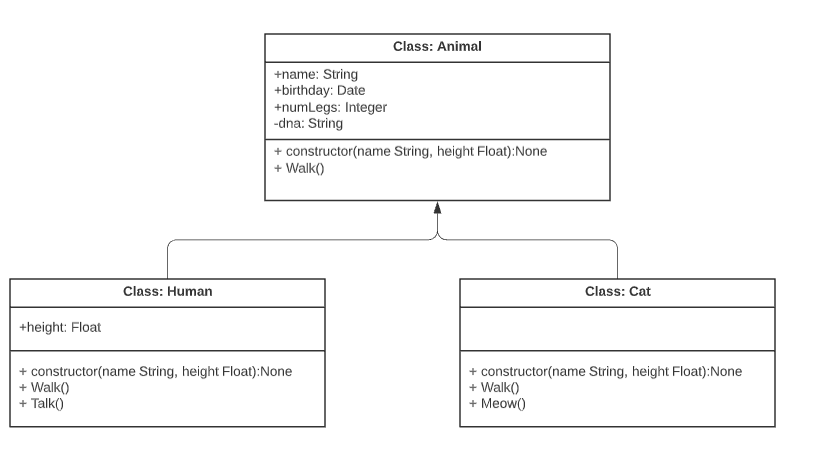 Class: Animal
+name: String
+birthday: Date
+numLegs: Integer
-dna: String
+ constructor(name String, height Float):None
+ Walk()
Class: Human
+height: Float
+ constructor(name String, height Float):None
+ Walk()
+ Talk()
Class: Cat
+ constructor(name String, height Float):None
+ Walk()
+ Meow()